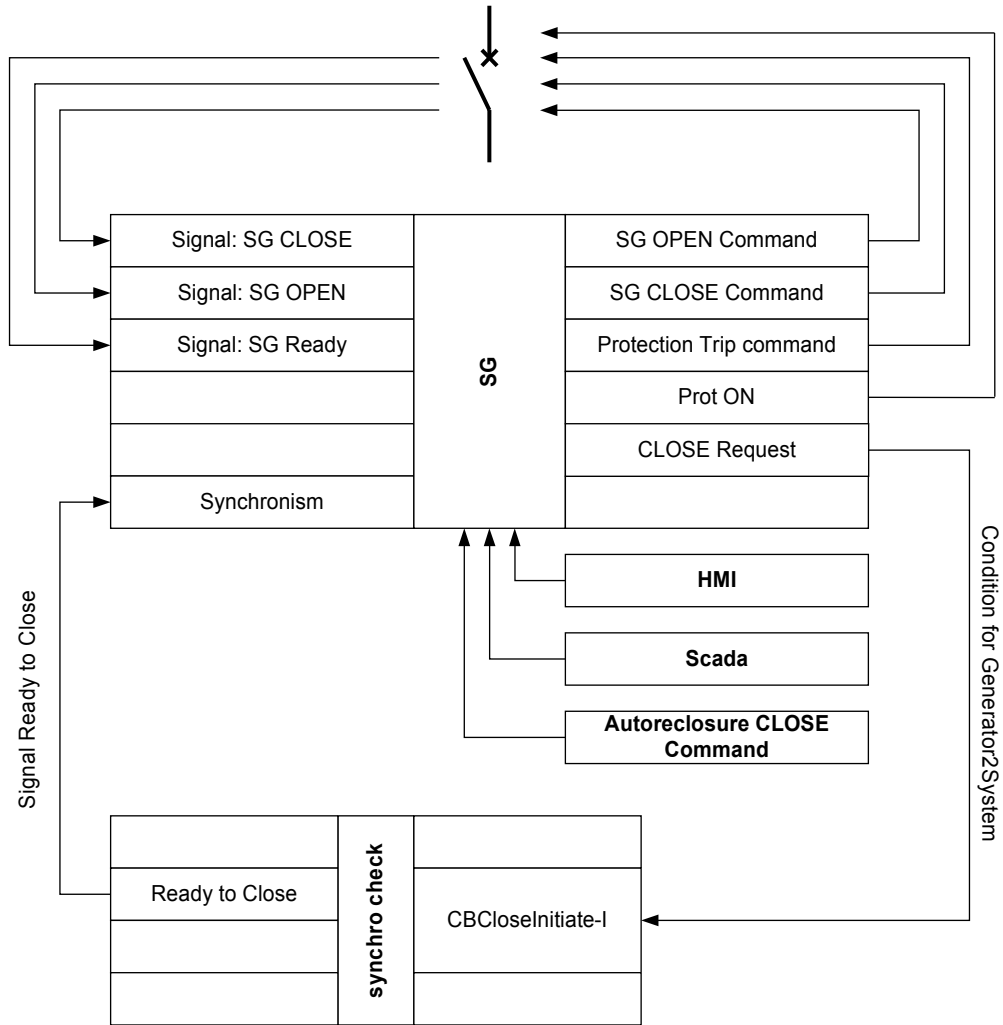 Signal: SG CLOSE
SG OPEN Command
Signal: SG OPEN
SG CLOSE Command
Signal: SG Ready
Protection Trip command
SG
Prot ON
CLOSE Request
Synchronism
HMI
Scada
Autoreclosure CLOSE
Command
Signal Ready to Close
Condition for Generator2System
Ready to Close
synchro check
CBCloseInitiate-I